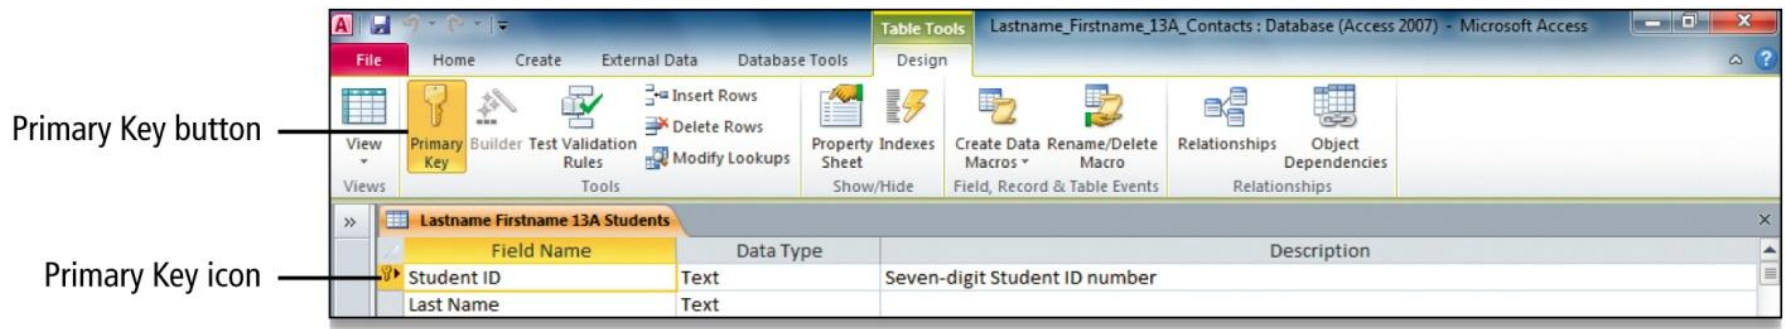 A Table Tools Lastname_Firstname_13A_Contacts : Database (Access 2007) - Microsoft Access
File Home Create External Data Database Tools Design ?
Primary Key button
View
Primary
Key
Builder
Test Validation
Rules
Insert Rows
Delete Rows
Modify Lookups
Property
Sheet
Indexes
Create Data
Macros
Rename/Delete
Macro
Relationships
Object
Dependencies
Views Tools Show/Hide Field, Record & Table Events Relationships
» Lastname Firstname 13A Students
Field Name Data Type Description
Primary Key icon
Student ID Text Seven-digit Student ID number
Last Name Text